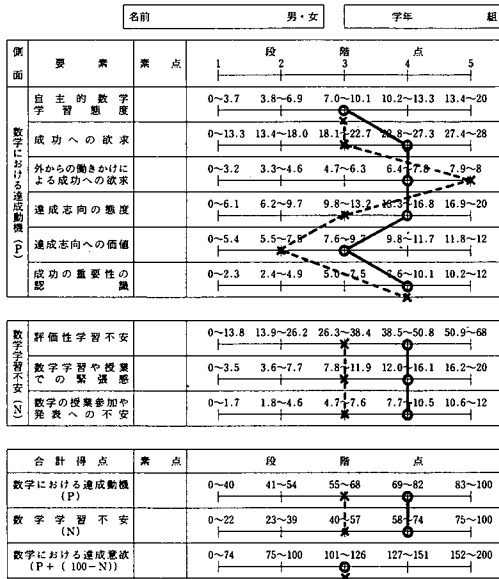 名前 男・女 学年 組
側面 要素 素点 段階点
1 2 3 4 5
数学における達成動機(P)
自主的数学学習態度 0~3.7 3.8~6.9 7.0~10.1 10.2~13.3 13.4~20
成功への欲求 0~13.3 13.4~18.0 18.1~22.7 22.8~27.3 27.4~28
外からの働きかけによる成功への欲求 0~3.2 3.3~4.6 4.7~6.3 6.4~7.8 7.9~8
達成志向の態度 0~6.1 6.2~9.7 9.8~13.2 13.3~16.8 16.9~20
達成志向への価値 0~5.4 5.5~7.5 7.6~9.7 9.8~11.7 11.8~12
成功の重要性の認識 0~2.3 2.4~4.9 5.0~7.5 7.6~10.1 10.2~12
数学学習不安(N)
評価性学習不安 0~13.8 13.9~26.2 26.3~38.4 38.5~50.8 50.9~68
数学学習や授業での緊張感 0~3.5 3.6~7.7 7.8~11.9 12.0~16.1 16.2~20
数学の授業参加や発表への不安 0~1.7 1.8~4.6 4.7~7.6 7.7~10.5 10.6~12
合計得点 素点 段階点
数学における達成動機(P) 0~40 41~54 55~68 69~82 83~100
数学学習不安(N) 0~22 23~39 40~57 58~74 75~100
数学における達成意欲(P+(100-N)) 0~74 75~100 101~126 127~151 152~200